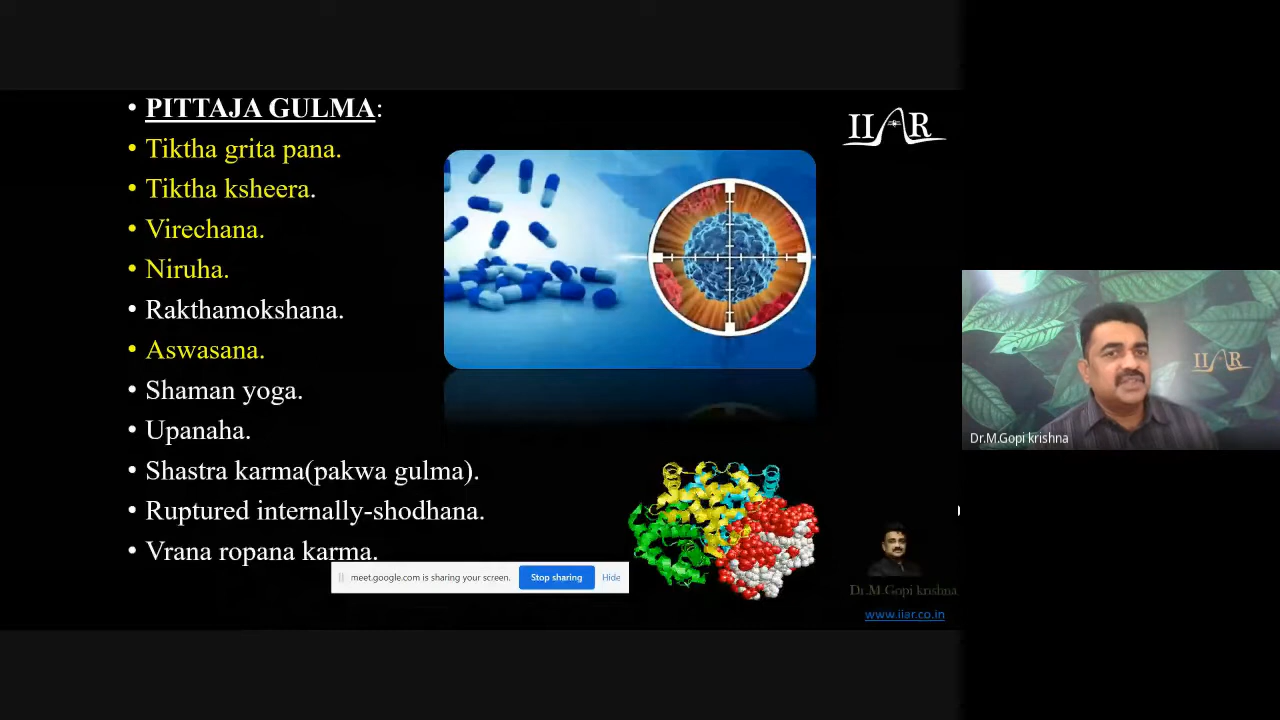 • PITTAJA GULMA:
• Tiktha grita pana.
• Tiktha ksheera.
• Virechana.
• Niruha.
• Rakthamokshana.
• Aswasana.
• Shaman yoga.
• Upanaha.
• Shastra karma(pakwa gulma).
• Ruptured internally-shodhana.
• Vrana ropana karma.
meet.google.com is sharing your screen. Stop sharing Hide
IIAR
Dr.M.Gopi krishna
www.iiar.co.in
IIAR
Dr.M.Gopi krishna